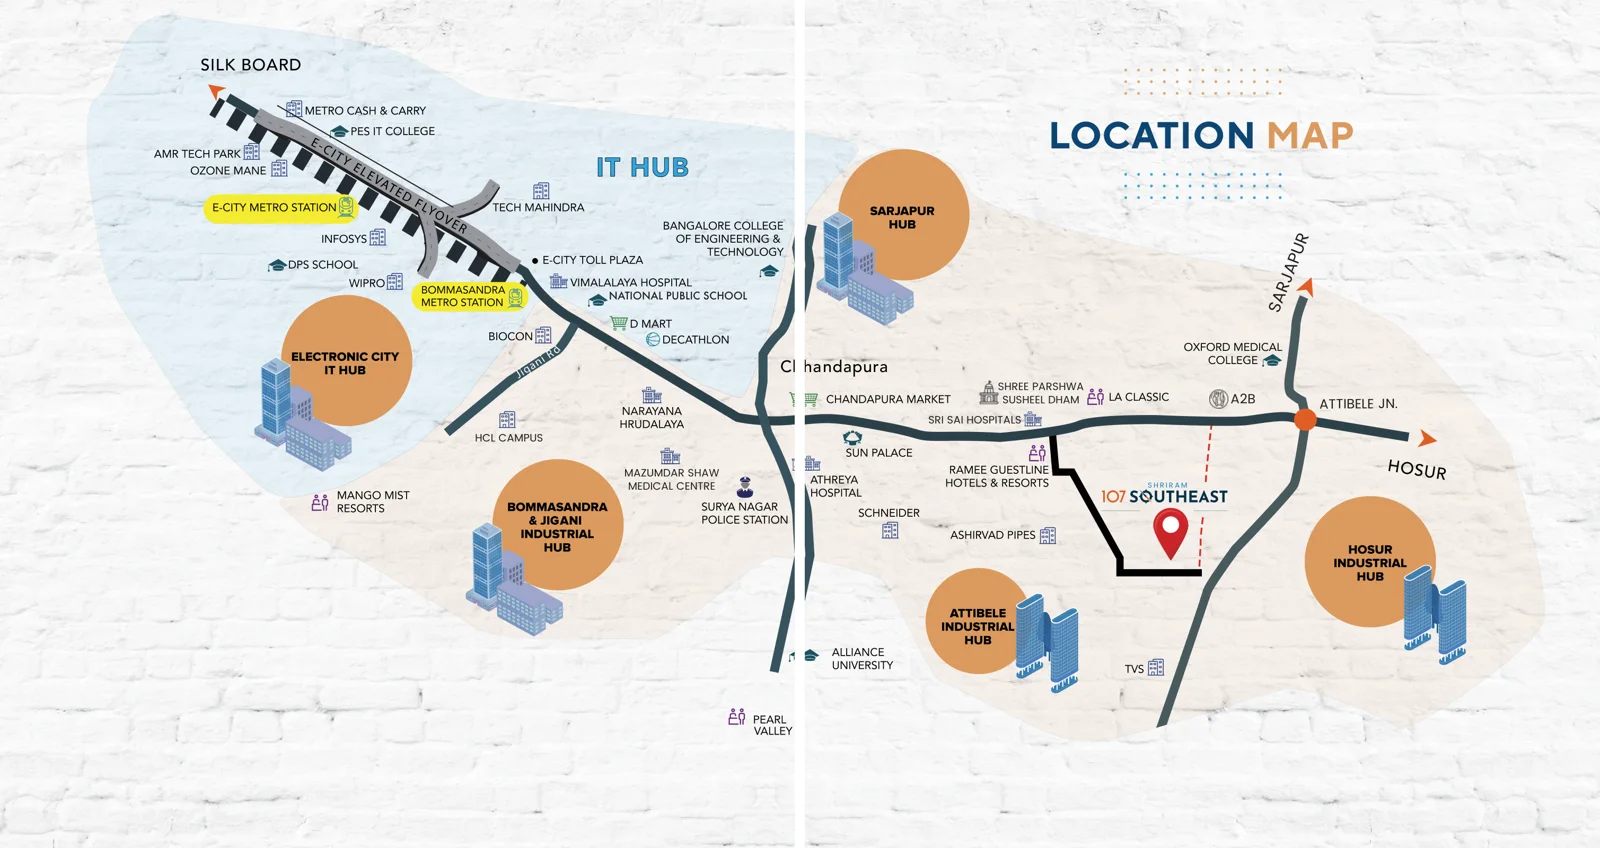 SILK BOARD
METRO CASH & CARRY
PES IT COLLEGE
AMR TECH PARK
OZONE MANE
E-CITY ELEVATED FLYOVER
E-CITY METRO STATION
TECH MAHINDRA
INFOSYS
DPS SCHOOL
WIPRO
BOMMASANDRA
METRO STATION
E-CITY TOLL PLAZA
VIMALALAYA HOSPITAL
NATIONAL PUBLIC SCHOOL
D MART
DECATHLON
IT HUB
BANGALORE COLLEGE
OF ENGINEERING &
TECHNOLOGY
BIOCON
Jigani Rd
ELECTRONIC CITY
IT HUB
HCL CAMPUS
NARAYANA
HRUDALAYA
MAZUMDAR SHAW
MEDICAL CENTRE
SURYA NAGAR
POLICE STATION
MANGO MIST
RESORTS
BOMMASANDRA
& JIGANI
INDUSTRIAL
HUB
PEARL
VALLEY
LOCATION MAP
SARJAPUR
HUB
Chandapura
CHANDAPURA MARKET
SHREE PARSHWA
SUSHEEL DHAM
LA CLASSIC
SRI SAI HOSPITALS
A2B
OXFORD MEDICAL
COLLEGE
SARJAPUR
ATTIBELE JN.
HOSUR
SUN PALACE
ATHREYA
HOSPITAL
RAMEE GUESTLINE
HOTELS & RESORTS
SCHNEIDER
ASHIRVAD PIPES
SHRIRAM
107 SOUTHEAST
HOSUR
INDUSTRIAL
HUB
ATTIBELE
INDUSTRIAL
HUB
ALLIANCE
UNIVERSITY
TVS